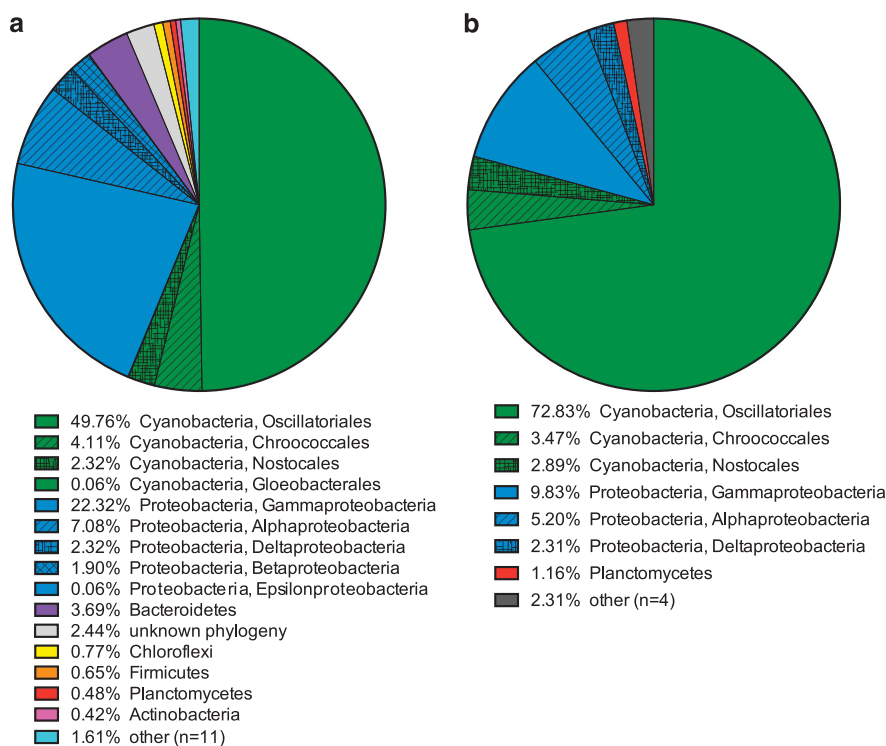 a
49.76% Cyanobacteria, Oscillatoriales
4.11% Cyanobacteria, Chroococcales
2.32% Cyanobacteria, Nostocales
0.06% Cyanobacteria, Gloeobacterales
22.32% Proteobacteria, Gammaproteobacteria
7.08% Proteobacteria, Alphaproteobacteria
2.32% Proteobacteria, Deltaproteobacteria
1.90% Proteobacteria, Betaproteobacteria
0.06% Proteobacteria, Epsilonproteobacteria
3.69% Bacteroidetes
2.44% unknown phylogeny
0.77% Chloroflexi
0.65% Firmicutes
0.48% Planctomycetes
0.42% Actinobacteria
1.61% other (n=11)
b
72.83% Cyanobacteria, Oscillatoriales
3.47% Cyanobacteria, Chroococcales
2.89% Cyanobacteria, Nostocales
9.83% Proteobacteria, Gammaproteobacteria
5.20% Proteobacteria, Alphaproteobacteria
2.31% Proteobacteria, Deltaproteobacteria
1.16% Planctomycetes
2.31% other (n=4)